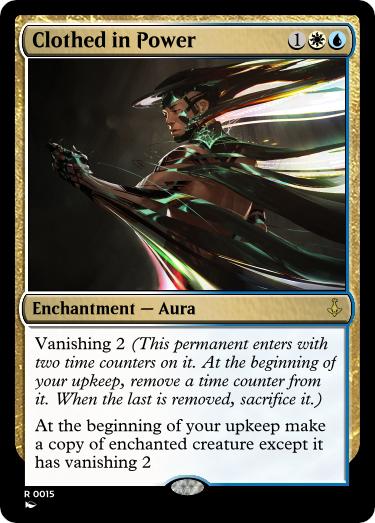 Clothed in Power 1
Enchantment — Aura
Vanishing 2 (This permanent enters with
two time counters on it. At the beginning of
your upkeep, remove a time counter from
it. When the last is removed, sacrifice it.)
At the beginning of your upkeep make
a copy of enchanted creature except it
has vanishing 2
R 0015